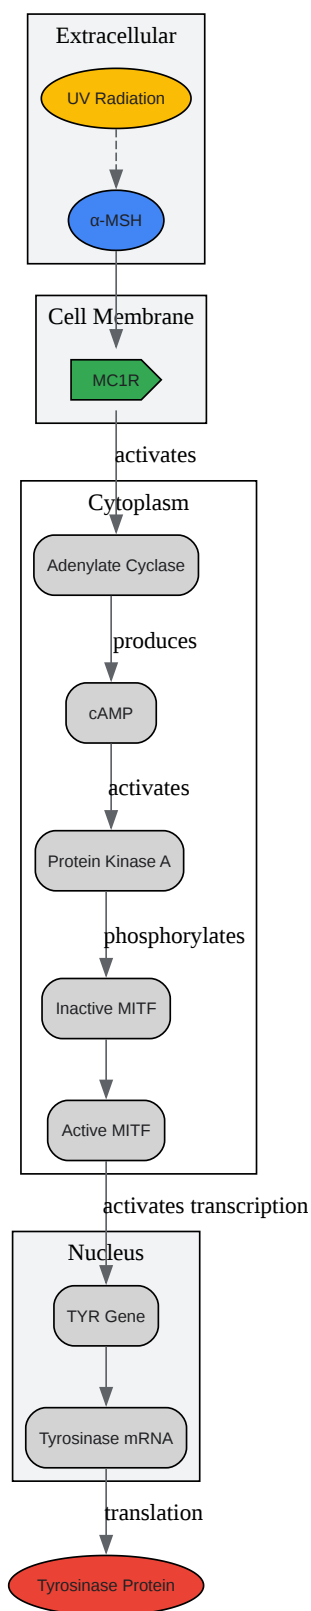 Extracellular
UV Radiation
α-MSH
Cell Membrane
MC1R
activates
Cytoplasm
Adenylate Cyclase
produces
cAMP
activates
Protein Kinase A
phosphorylates
Inactive MITF
Active MITF
activates transcription
Nucleus
TYR Gene
Tyrosinase mRNA
translation
Tyrosinase Protein